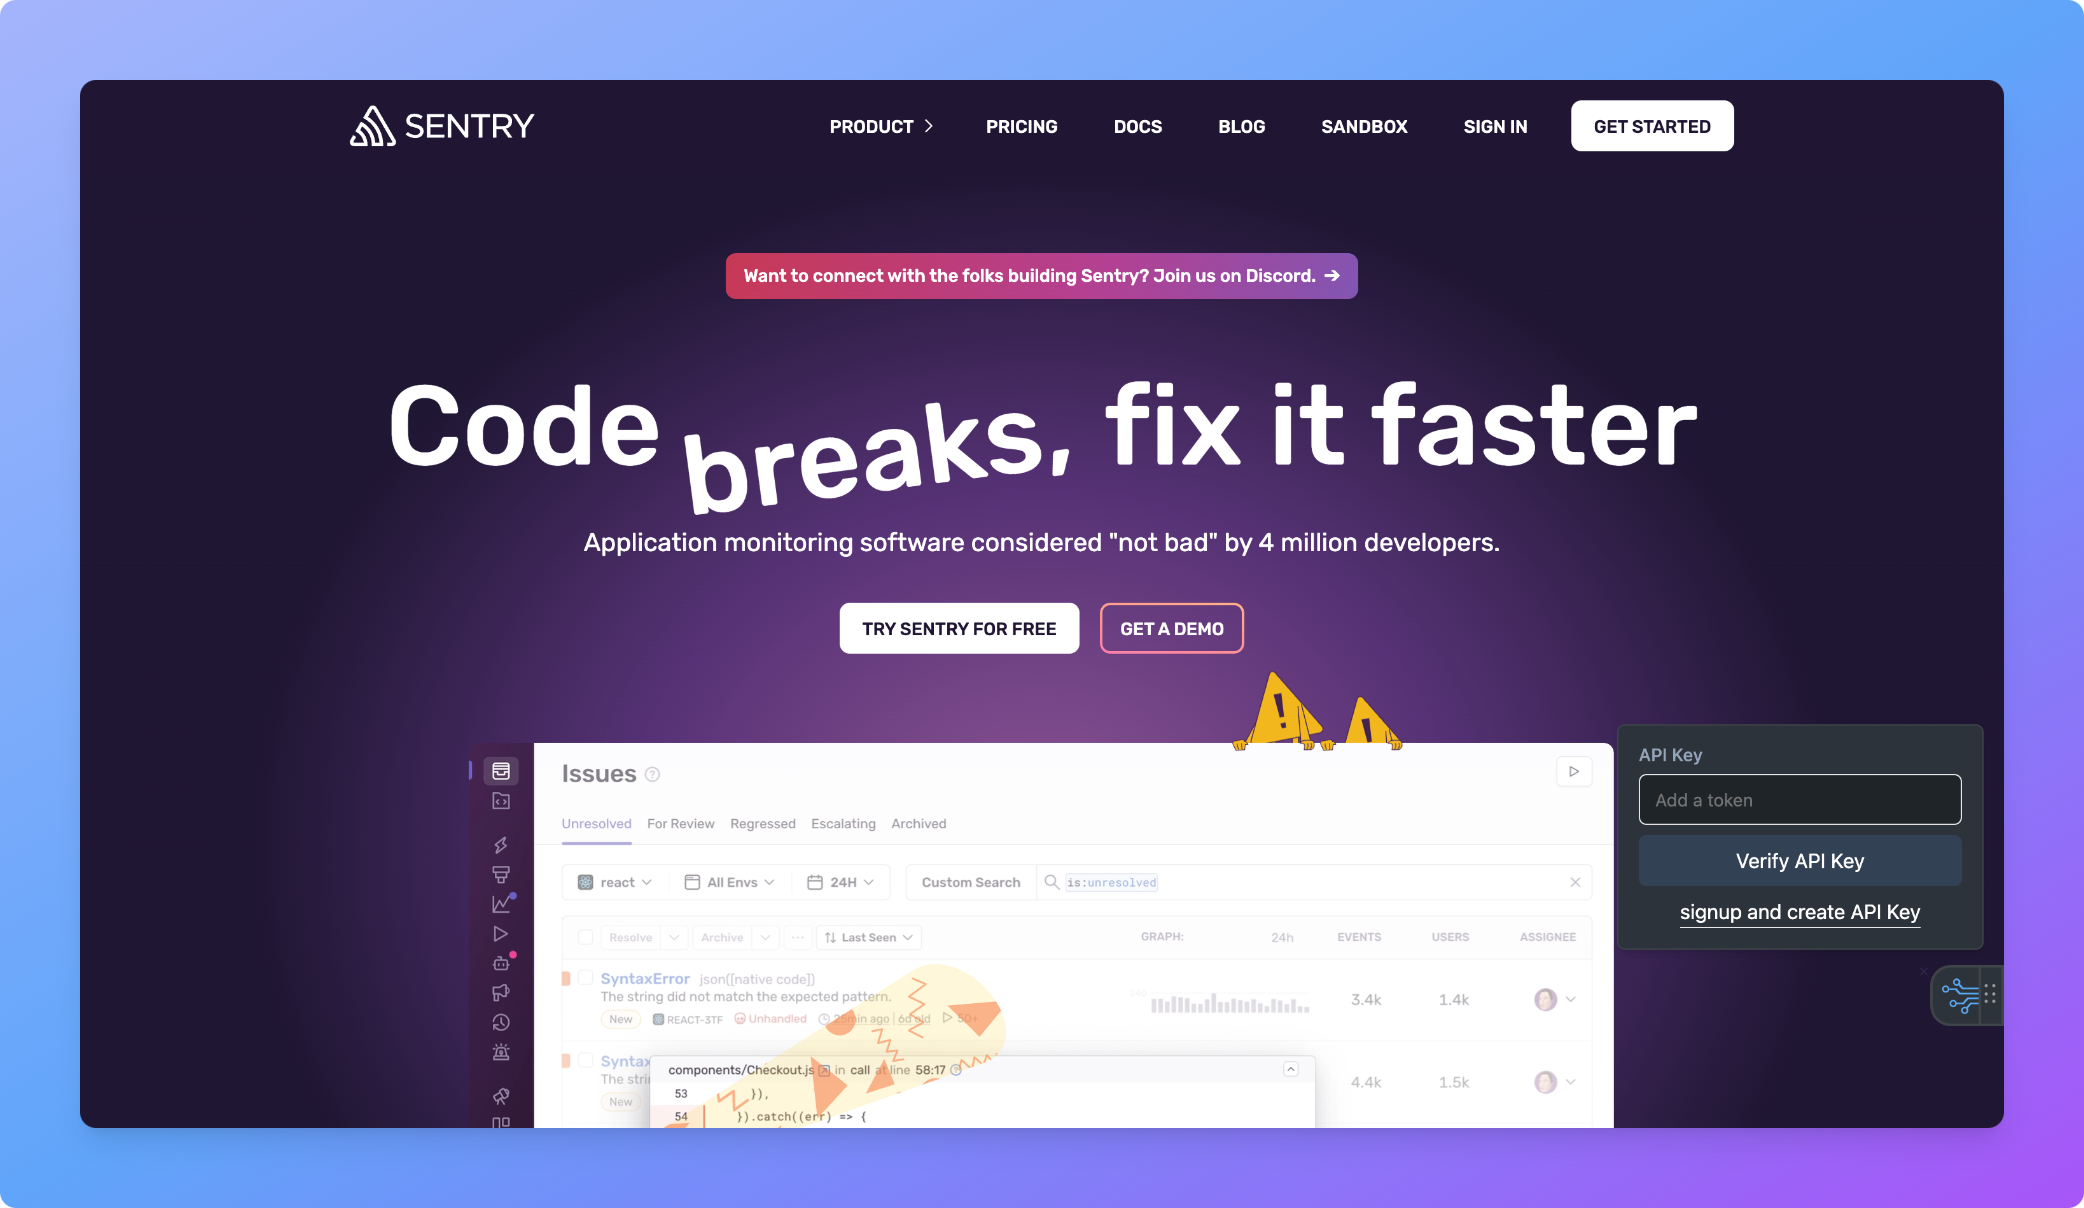 SENTRY
PRODUCT
PRICING
DOCS
BLOG
SANDBOX
SIGN IN
GET STARTED
Want to connect with the folks building Sentry? Join us on Discord. →
Code breaks, fix it faster
Application monitoring software considered "not bad" by 4 million developers.
TRY SENTRY FOR FREE
GET A DEMO
Issues ?
Unresolved For Review Regressed Escalating Archived
react All Envs 24H Custom Search is:unresolved
Resolve Archive ... Last Seen GRAPH: 24h EVENTS USERS ASSIGNEE
SyntaxError json([native code])
The string did not match the expected pattern.
240
3.4k 1.4k
New REACT-3TF Unhandled 25min ago | 6d old 50+
Syntax
The stri
4.4k 1.5k
New
components/Checkout.js in call at line 58:17
53 }),
54 }).catch((err) => {
API Key
Add a token
Verify API Key
signup and create API Key